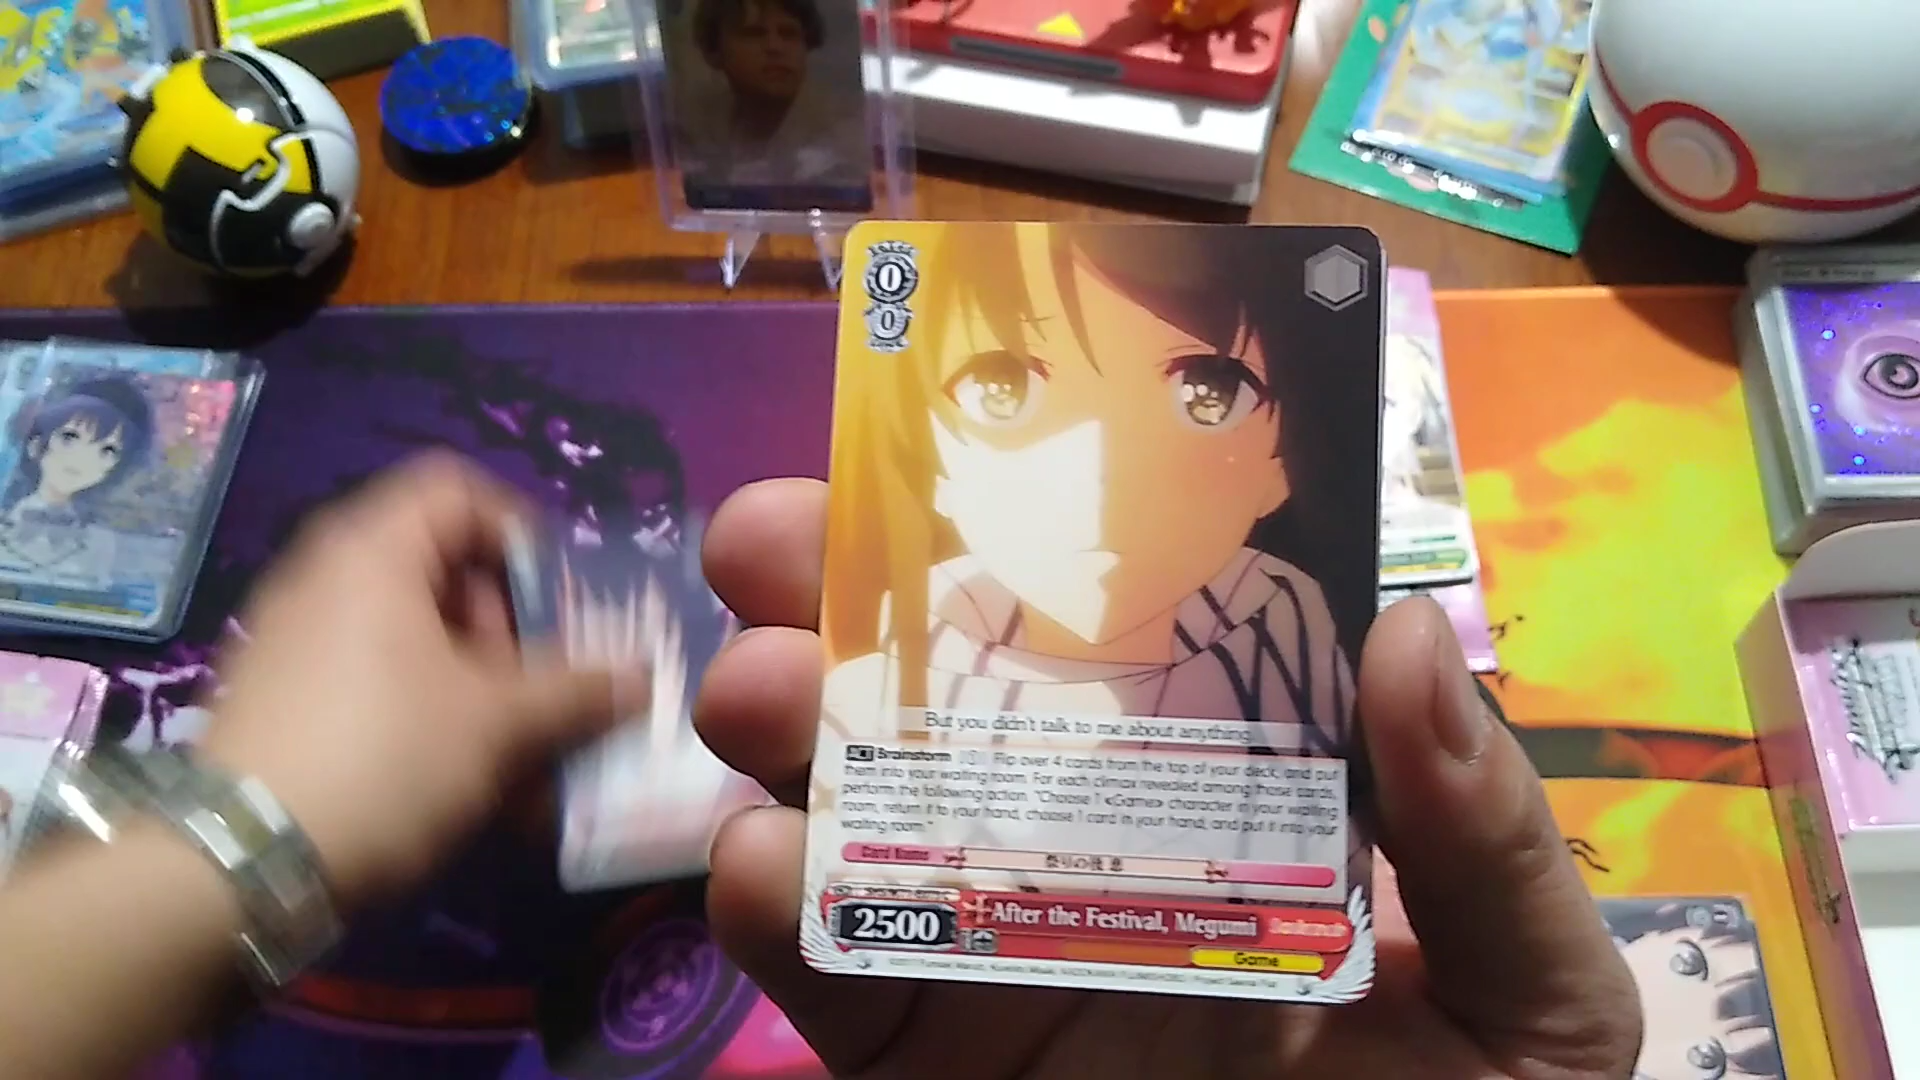 0
0
But you didn't talk to me about anything.
ACT Brainstorm Flip over 4 cards from the top of your deck, and put
them into your waiting room. For each climax revealed among those cards,
perform the following action. "Choose 1 «Game» character in your waiting
room, return it to your hand, choose 1 card in your hand, and put it into your
waiting room."
Card Name 祭りの後 恵
2500 After the Festival, Megumi
Game